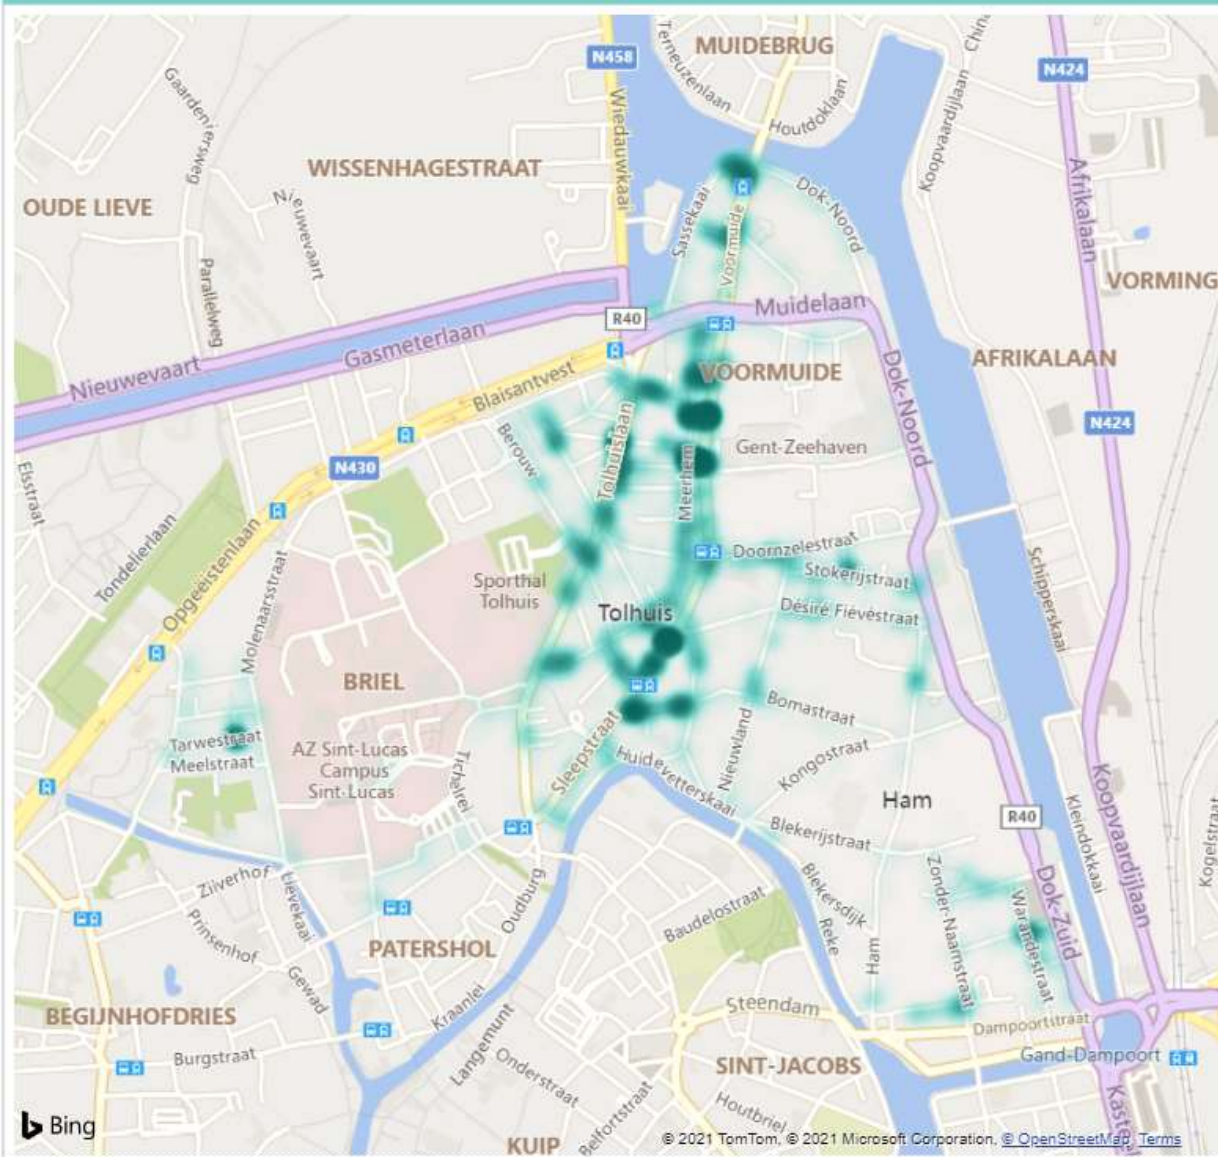 MUIDEBRUG
N458
N424
Terneuzenlaan
Houtdoklaan
Koopvaardijlaan
Gaardeniersweg
Wiedauwkaai
WISSENHAGESTRAAT
OUDE LIEVE
Nieuwevaart
Afrikalaan
Sassekaai
Dok-Noord
Voormuide
VORMING
Parallelweg
R40
Muidelaan
Gasmeterlaan
Nieuwevaart
AFRIKALAAN
VOORMUIDE
Blaisantvest
Dok-Noord
N424
Tolhuislaan
Berouw
Gent-Zeehaven
Meerhem
N430
Elsstraat
Tondelierlaan
Opgeëistenlaan
Doornzelestraat
Stokerijstraat
Sporthal
Tolhuis
Molenaarsstraat
Tolhuis
Désiré Fiévéstraat
Schipperskaai
BRIEL
Bomastraat
Sleepstraat
Nieuwland
Tarwestraat
Meelstraat
AZ Sint-Lucas
Campus
Sint-Lucas
Tichelrei
Huidevetterskaai
Kongostraat
Ham
R40
Kleindokkaai
Koopvaardijlaan
Kogelstraat
Blekerijstraat
Zilverhof
Lievekaai
Oudburg
Blekersdijk
Zonder-Naamstraat
Dok-Zuid
Warandestraat
Baudelostraat
Reke
Ham
Prinsenhof
Gewad
PATERSHOL
BEGIJNHOFDRIES
Kraanlei
Langemunt
Steendam
Dampoortstraat
Burgstraat
Onderstraat
SINT-JACOBS
Gand-Dampoort
Belfortstraat
Houtbriel
KUIP
Bing
© 2021 TomTom, © 2021 Microsoft Corporation, © OpenStreetMap Terms